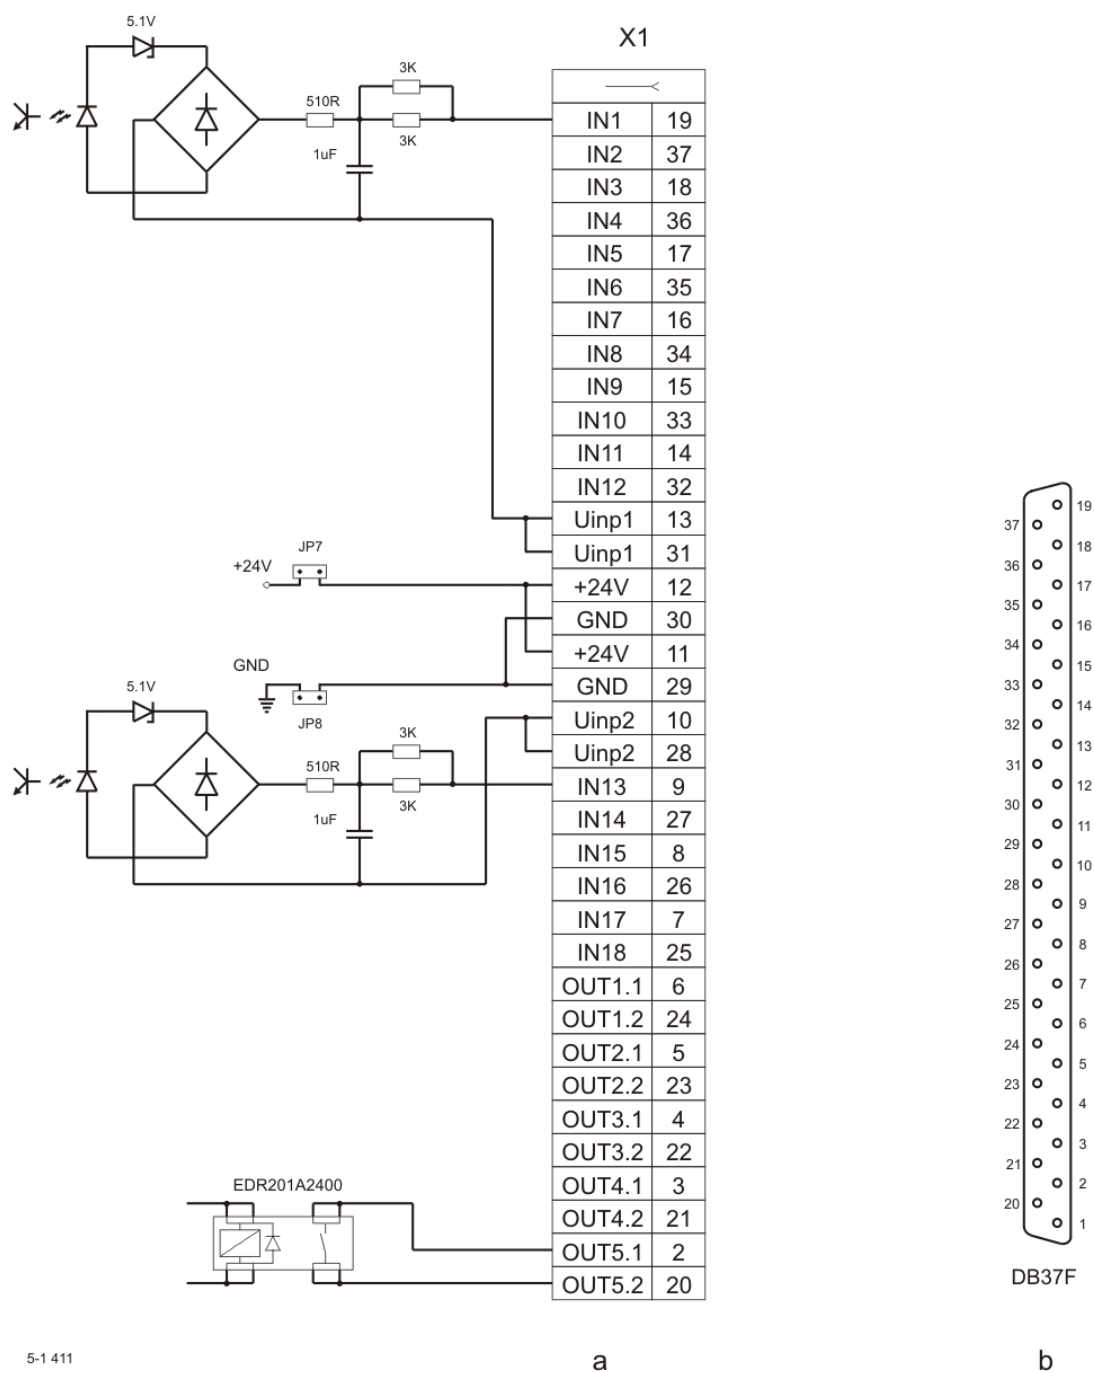 X1
5.1V
510R
3K
3K
1uF
IN1 19
IN2 37
IN3 18
IN4 36
IN5 17
IN6 35
IN7 16
IN8 34
IN9 15
IN10 33
IN11 14
IN12 32
Uinp1 13
Uinp1 31
+24V 12
GND 30
+24V 11
GND 29
Uinp2 10
Uinp2 28
IN13 9
IN14 27
IN15 8
IN16 26
IN17 7
IN18 25
OUT1.1 6
OUT1.2 24
OUT2.1 5
OUT2.2 23
OUT3.1 4
OUT3.2 22
OUT4.1 3
OUT4.2 21
OUT5.1 2
OUT5.2 20
+24V
JP7
GND
JP8
5.1V
510R
3K
3K
1uF
EDR201A2400
19
37
18
36
17
35
16
34
15
33
14
32
13
31
12
30
11
29
10
28
9
27
8
26
7
25
6
24
5
23
4
22
3
21
2
20
1
DB37F
5-1 411
a
b